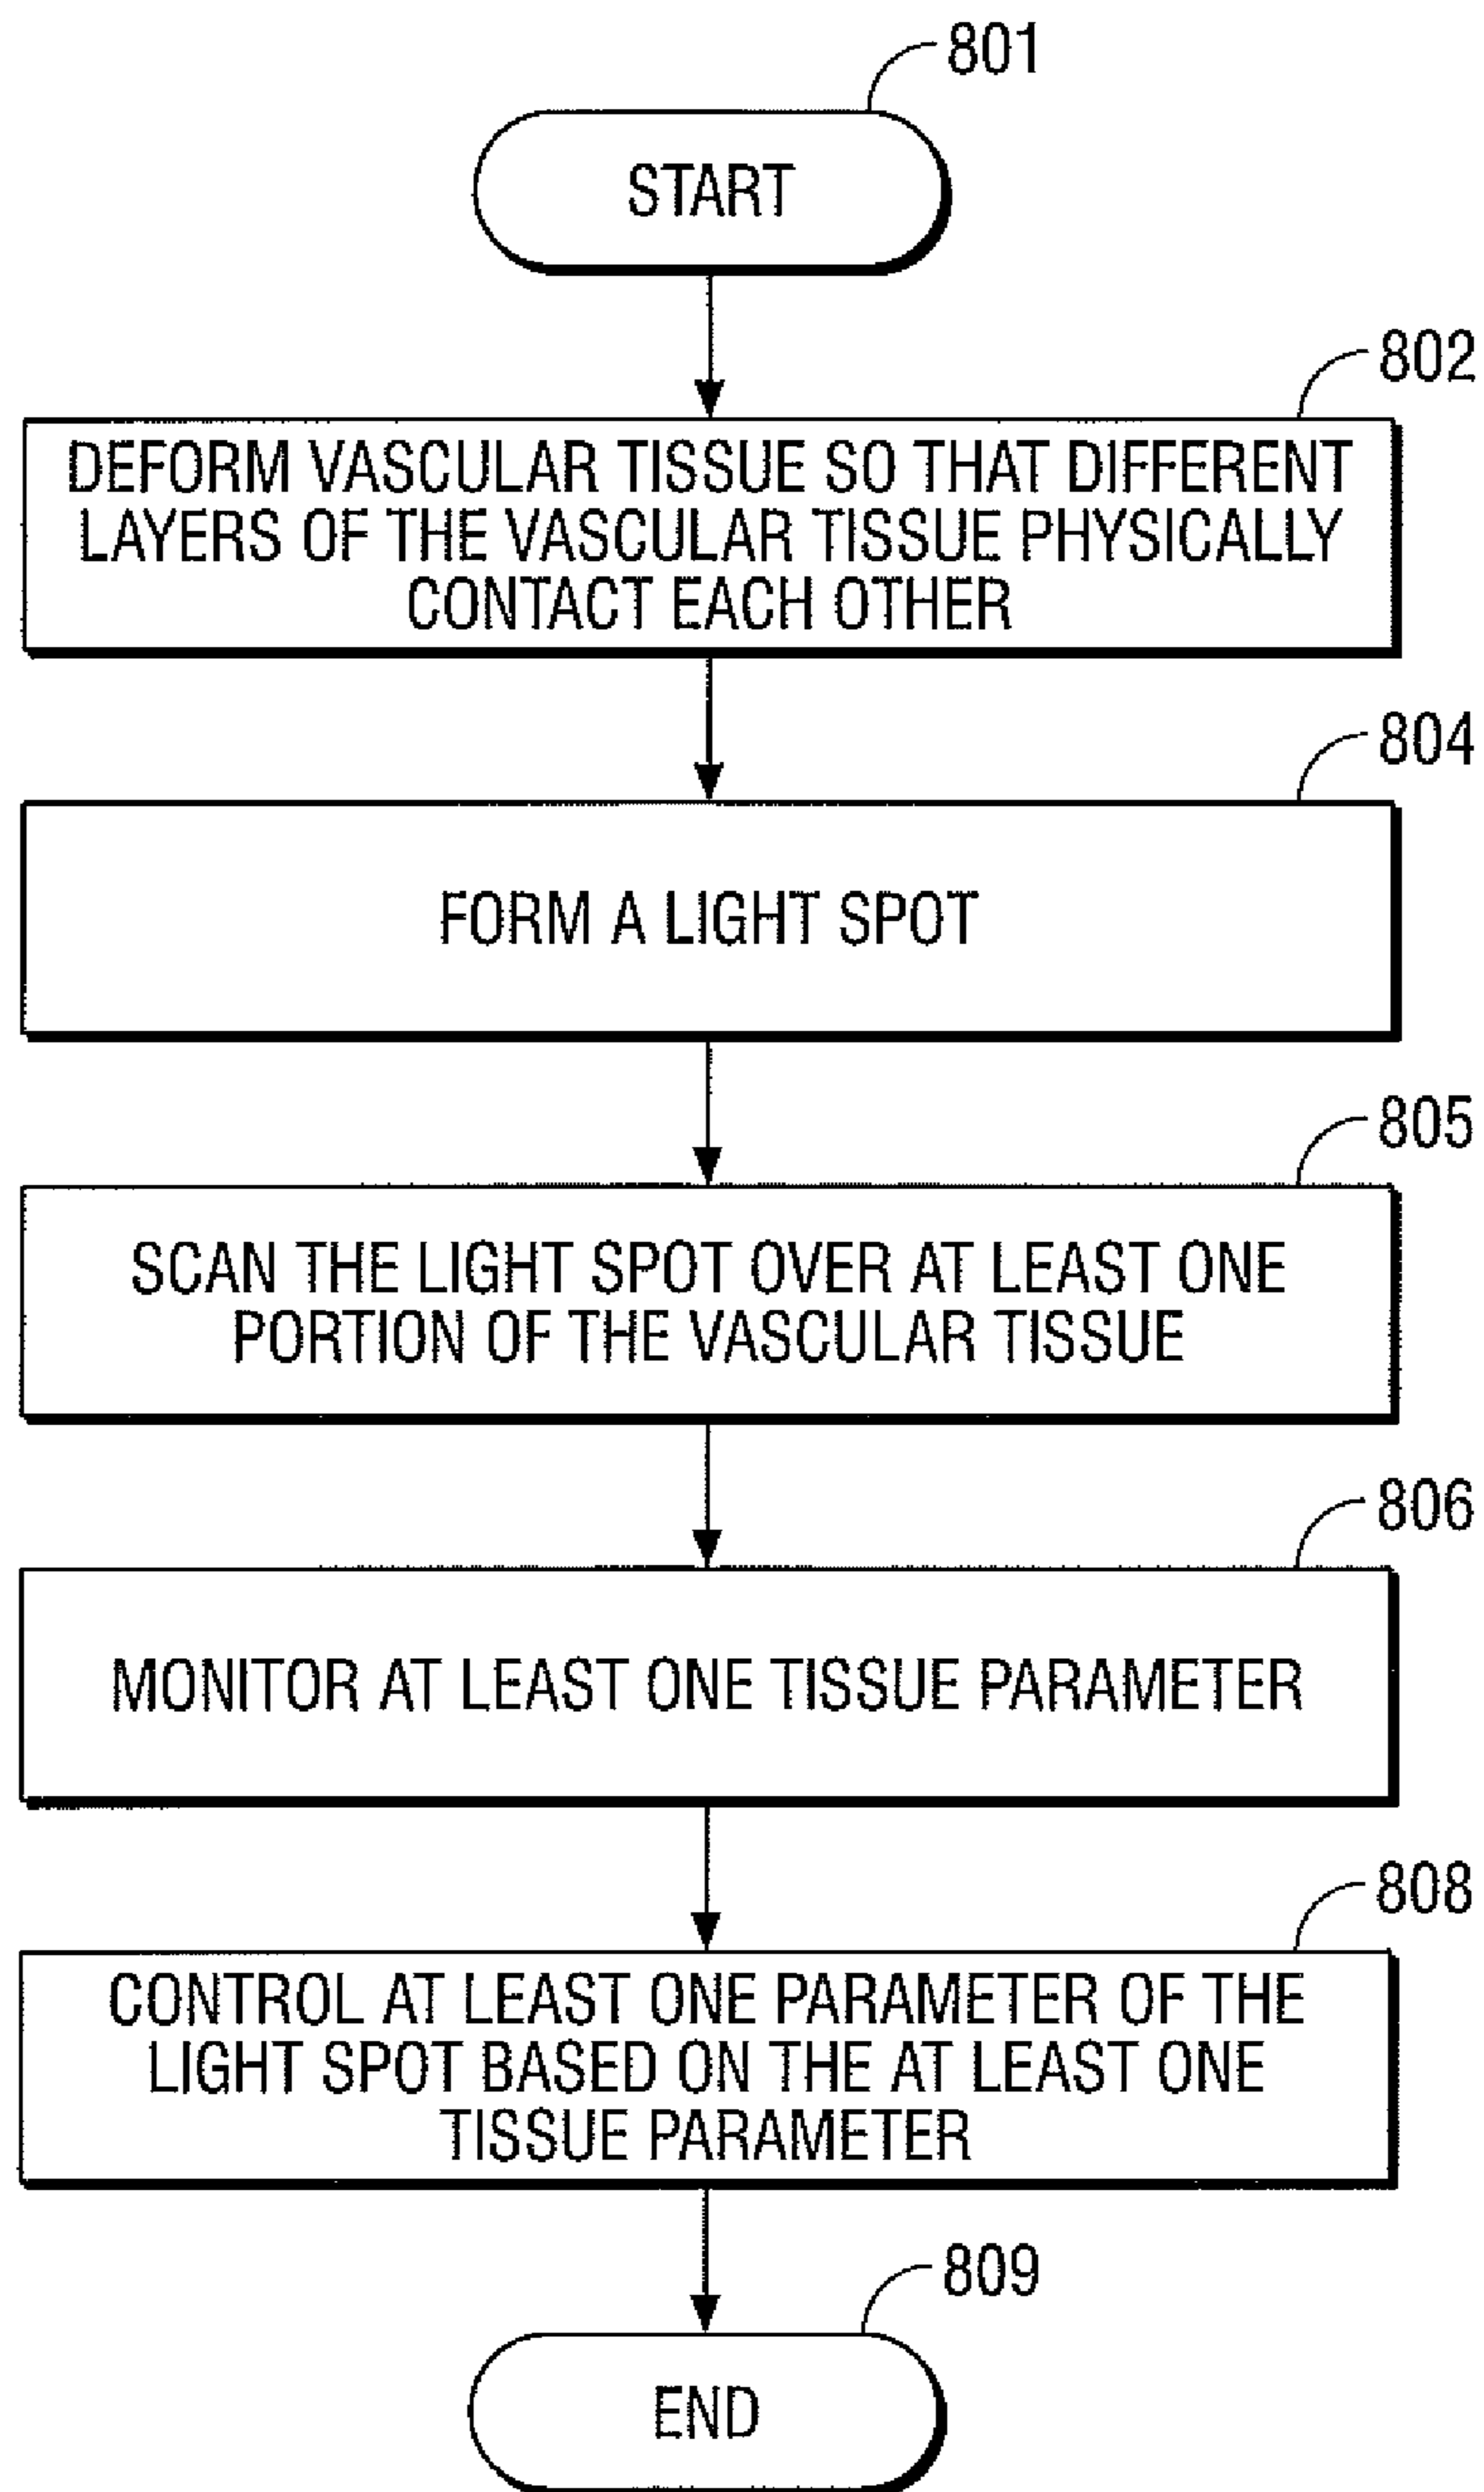 801
START
802
DEFORM VASCULAR TISSUE SO THAT DIFFERENT
LAYERS OF THE VASCULAR TISSUE PHYSICALLY
CONTACT EACH OTHER
804
FORM A LIGHT SPOT
805
SCAN THE LIGHT SPOT OVER AT LEAST ONE
PORTION OF THE VASCULAR TISSUE
806
MONITOR AT LEAST ONE TISSUE PARAMETER
808
CONTROL AT LEAST ONE PARAMETER OF THE
LIGHT SPOT BASED ON THE AT LEAST ONE
TISSUE PARAMETER
809
END